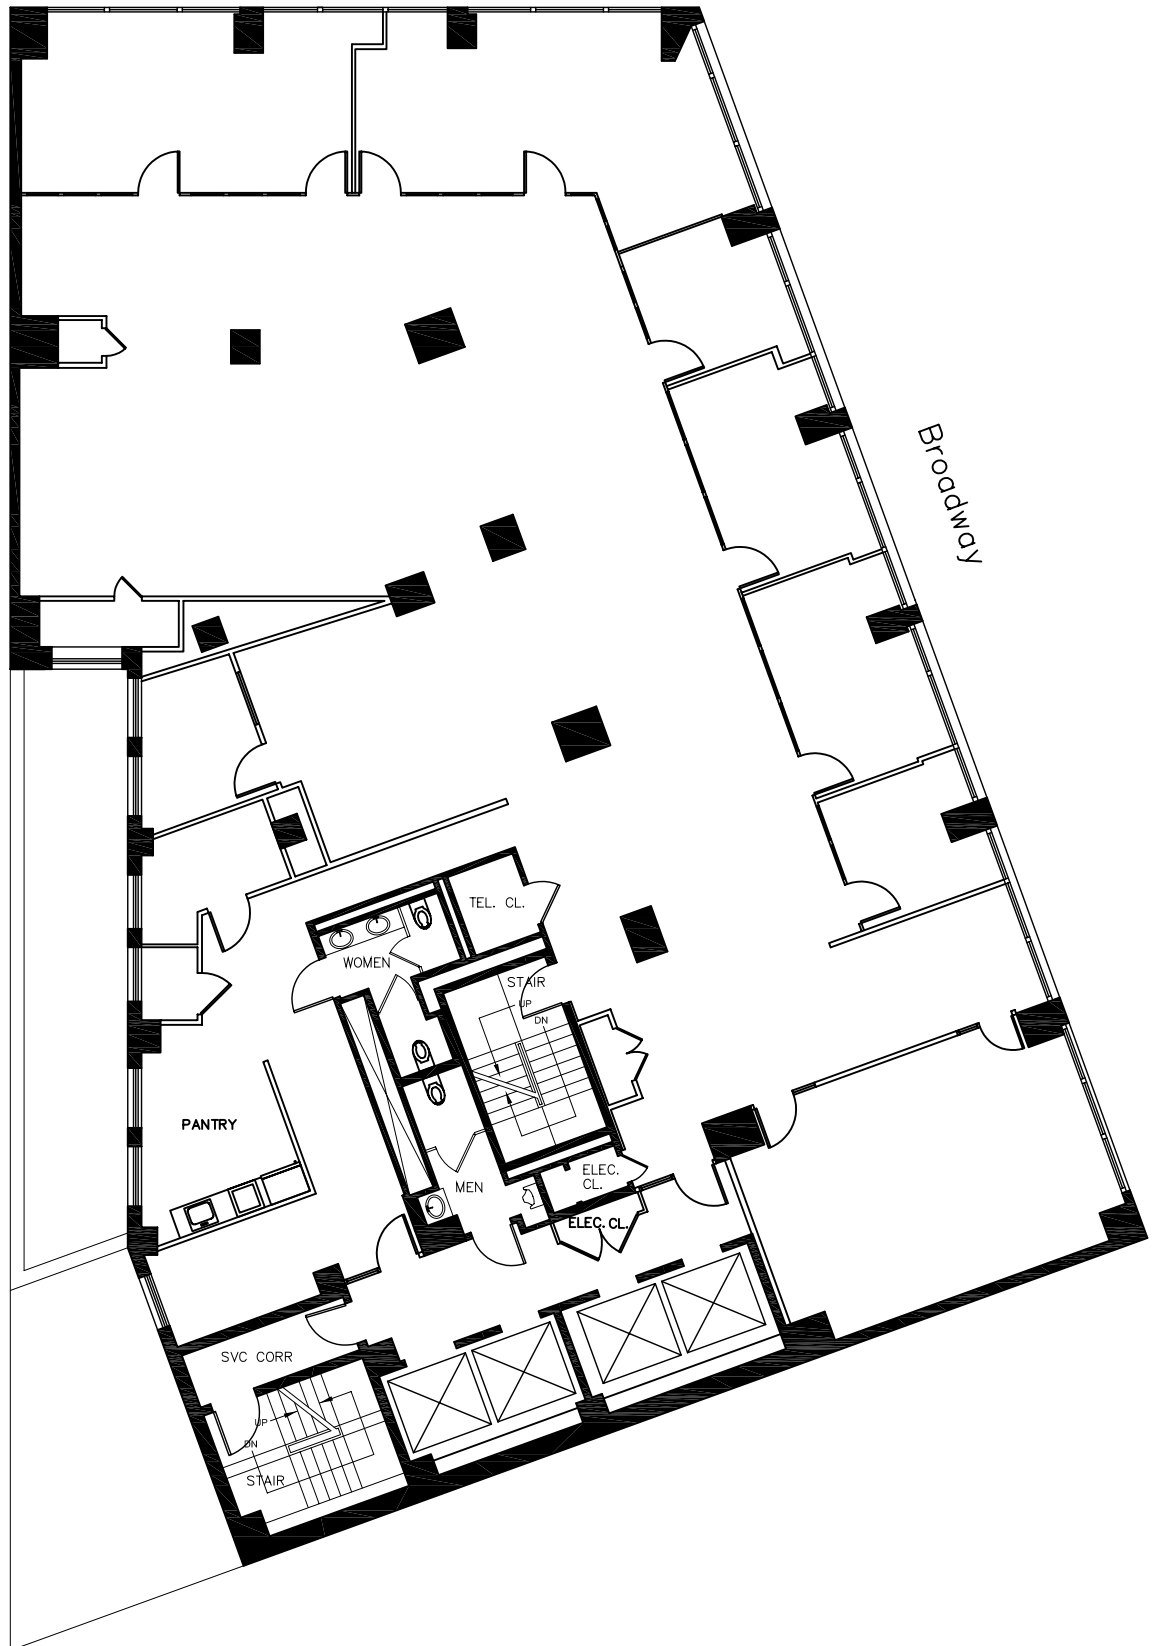 Broadway
TEL. CL.
WOMEN
STAIR
UP
DN
PANTRY
ELEC.
CL.
MEN
ELEC. CL.
SVC CORR
UP
DN
STAIR